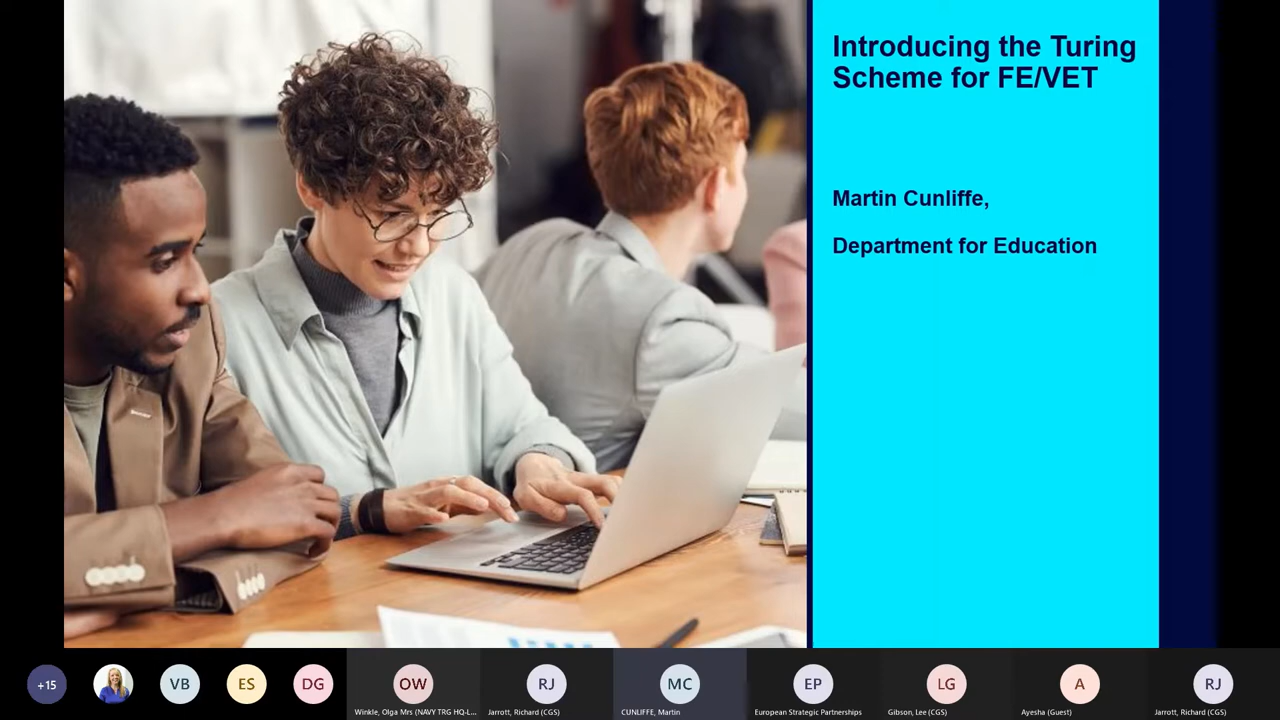 Introducing the Turing
Scheme for FE/VET
Martin Cunliffe,
Department for Education
+15
VB
ES
DG
OW
RJ
MC
EP
LG
A
RJ
Winkle, Olga Mrs (NAVY TRG HQ-L...
Jarrott, Richard (CGS)
CUNLIFFE, Martin
European Strategic Partnerships
Gibson, Lee (CGS)
Ayesha (Guest)
Jarrott, Richard (CGS)